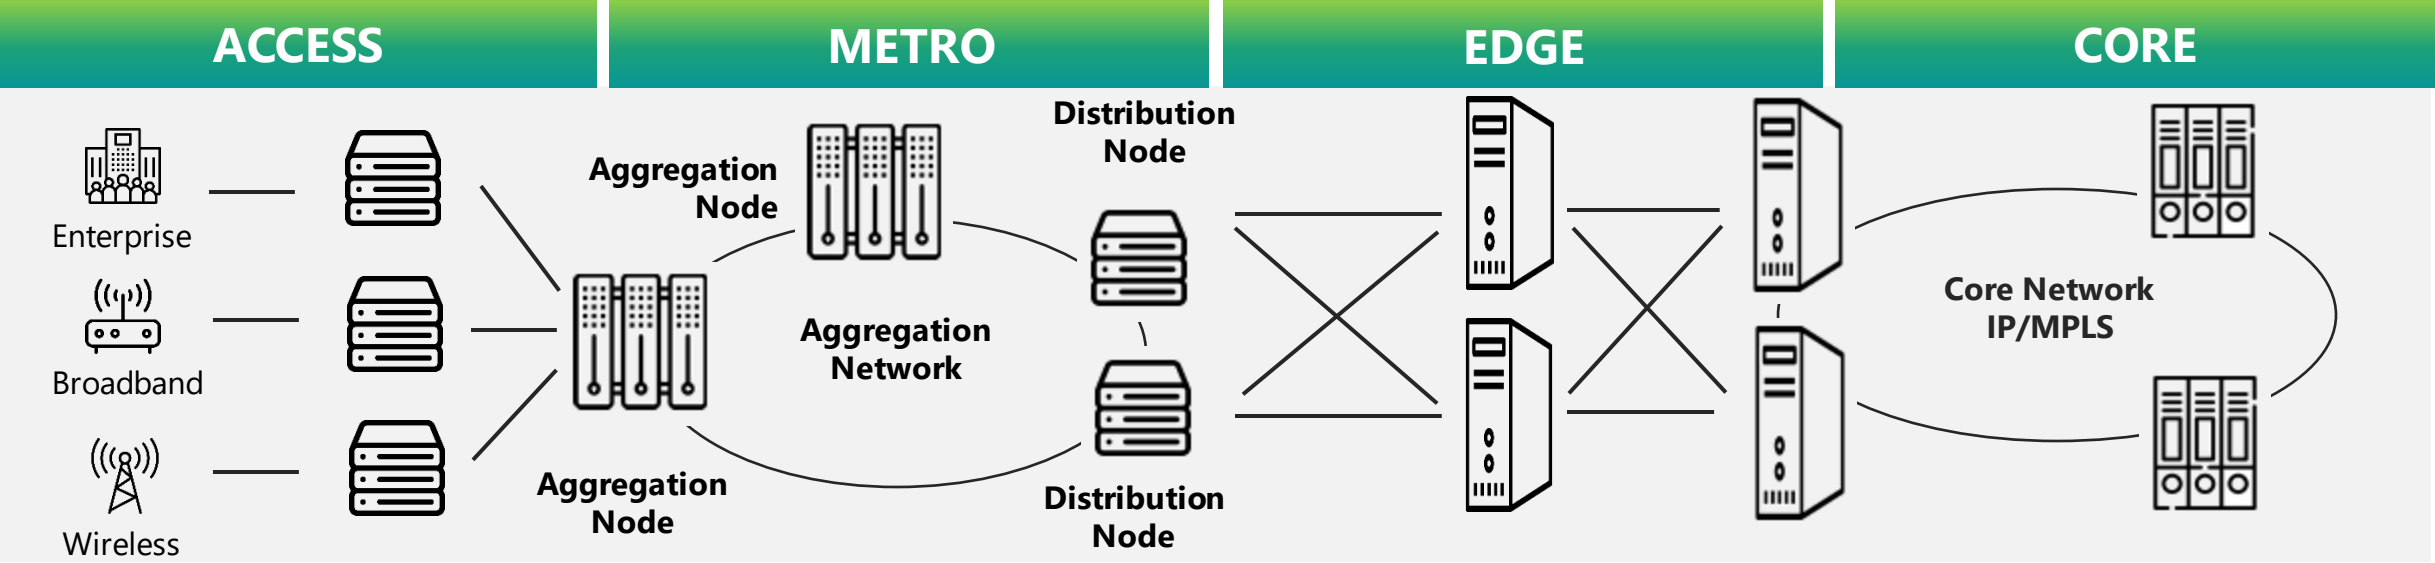 ACCESS
METRO
EDGE
CORE
Enterprise
Broadband
Wireless
Aggregation
Node
Aggregation
Node
Aggregation
Network
Distribution
Node
Distribution
Node
Core Network
IP/MPLS